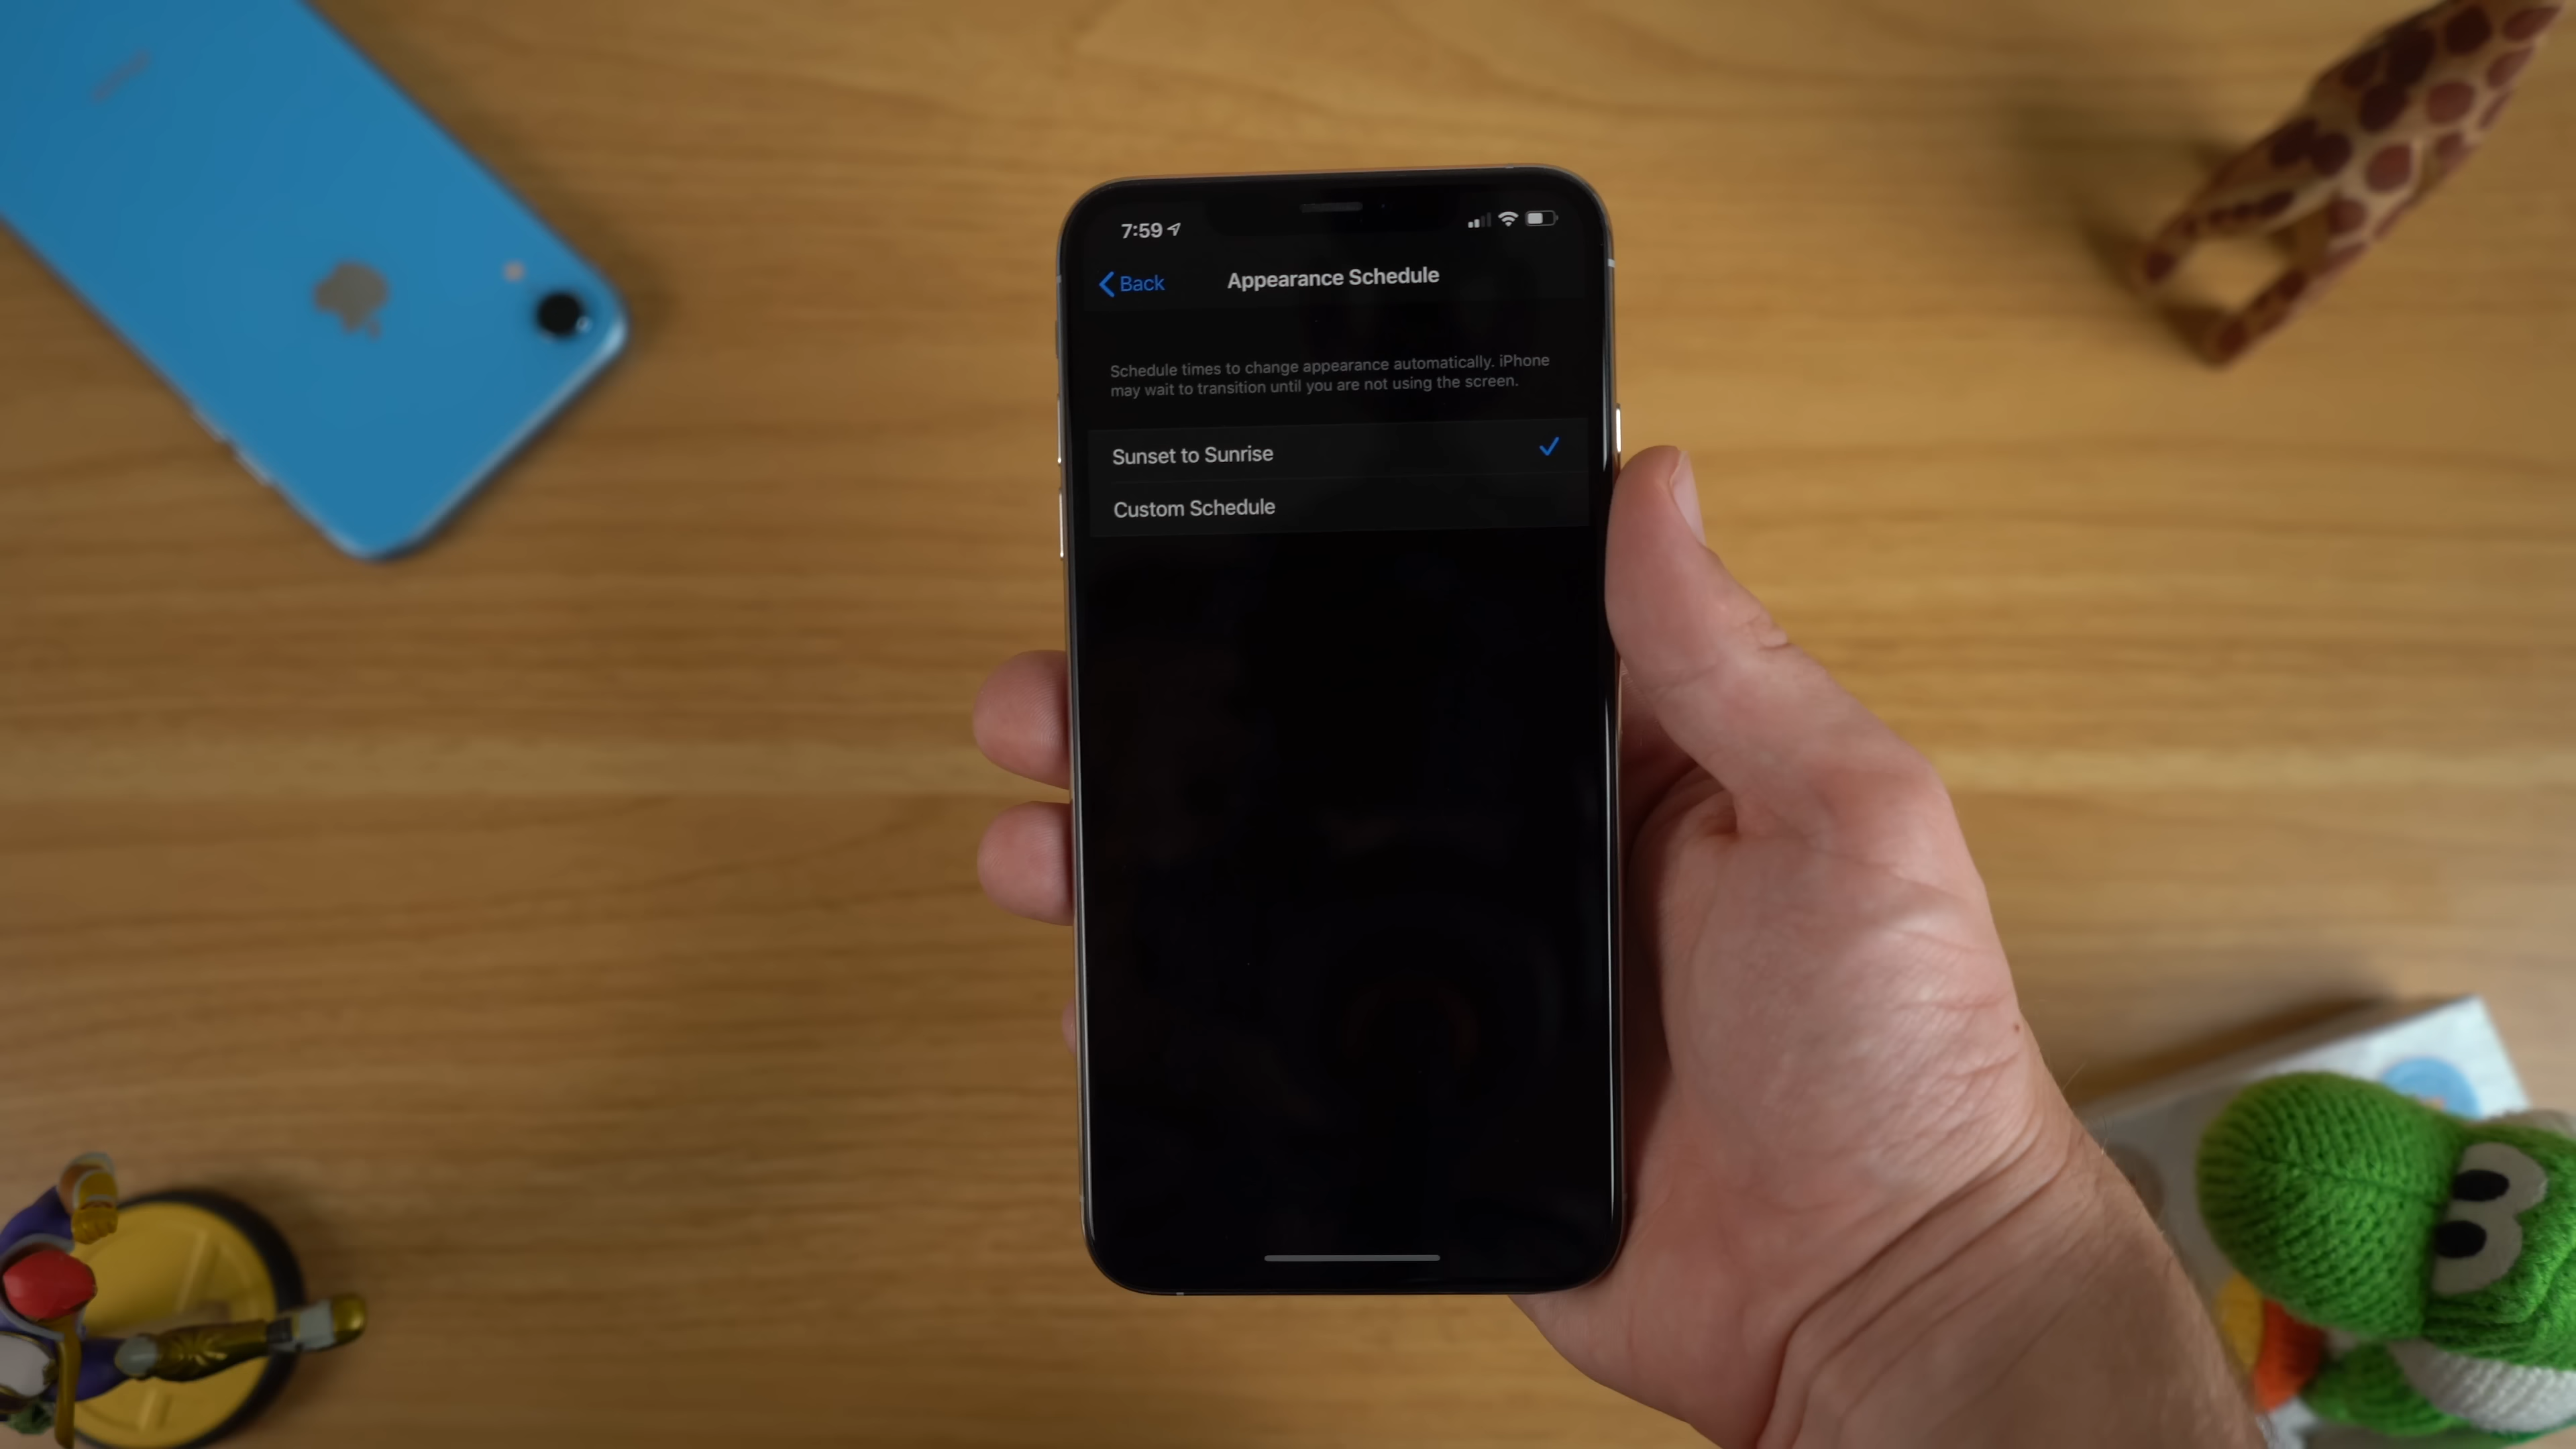 7:59
Back
Appearance Schedule
Schedule times to change appearance automatically. iPhone
may wait to transition until you are not using the screen.
Sunset to Sunrise
Custom Schedule